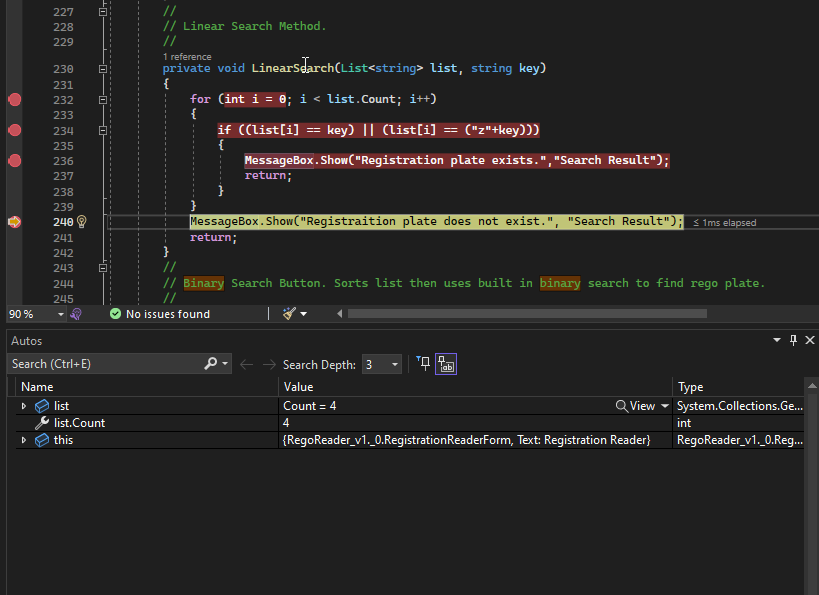 227 //
228 // Linear Search Method.
229 //
1 reference
230 private void LinearSearch(List<string> list, string key)
231 {
232 for (int i = 0; i < list.Count; i++)
233 {
234 if ((list[i] == key) || (list[i] == ("z"+key)))
235 {
236 MessageBox.Show("Registration plate exists.","Search Result");
237 return;
238 }
239 }
240 MessageBox.Show("Registraition plate does not exist.", "Search Result"); ≤ 1ms elapsed
241 return;
242 }
243 //
244 // Binary Search Button. Sorts list then uses built in binary search to find rego plate.
245 //
90 % No issues found
Autos
Search (Ctrl+E) Search Depth: 3
Name Value Type
list Count = 4 View System.Collections.Ge...
list.Count 4 int
this {RegoReader_v1._0.RegistrationReaderForm, Text: Registration Reader} RegoReader_v1._0.Reg...